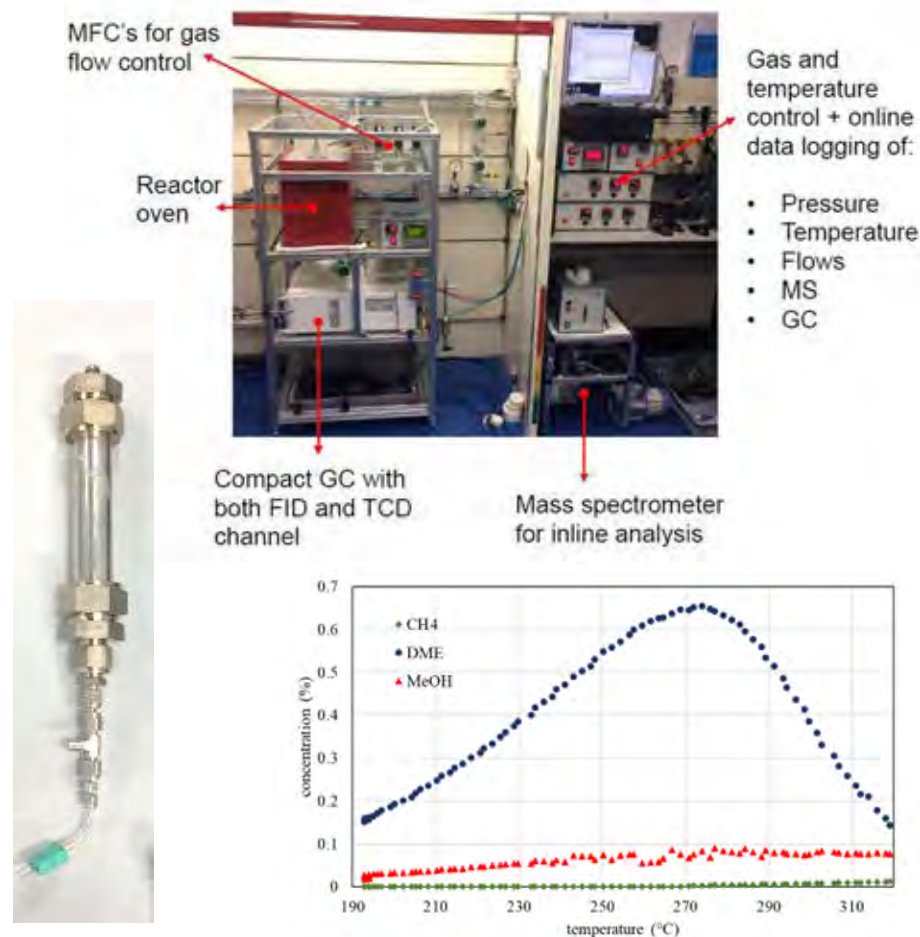 MFC's for gas
flow control
Reactor
oven
Gas and
temperature
control + online
data logging of:
• Pressure
• Temperature
• Flows
• MS
• GC
Compact GC with
both FID and TCD
channel
Mass spectrometer
for inline analysis
0.7
0.6
0.5
0.4
0.3
0.2
0.1
0
concentration (%)
CH4
DME
MeOH
190 210 230 250 270 290 310
temperature (°C)